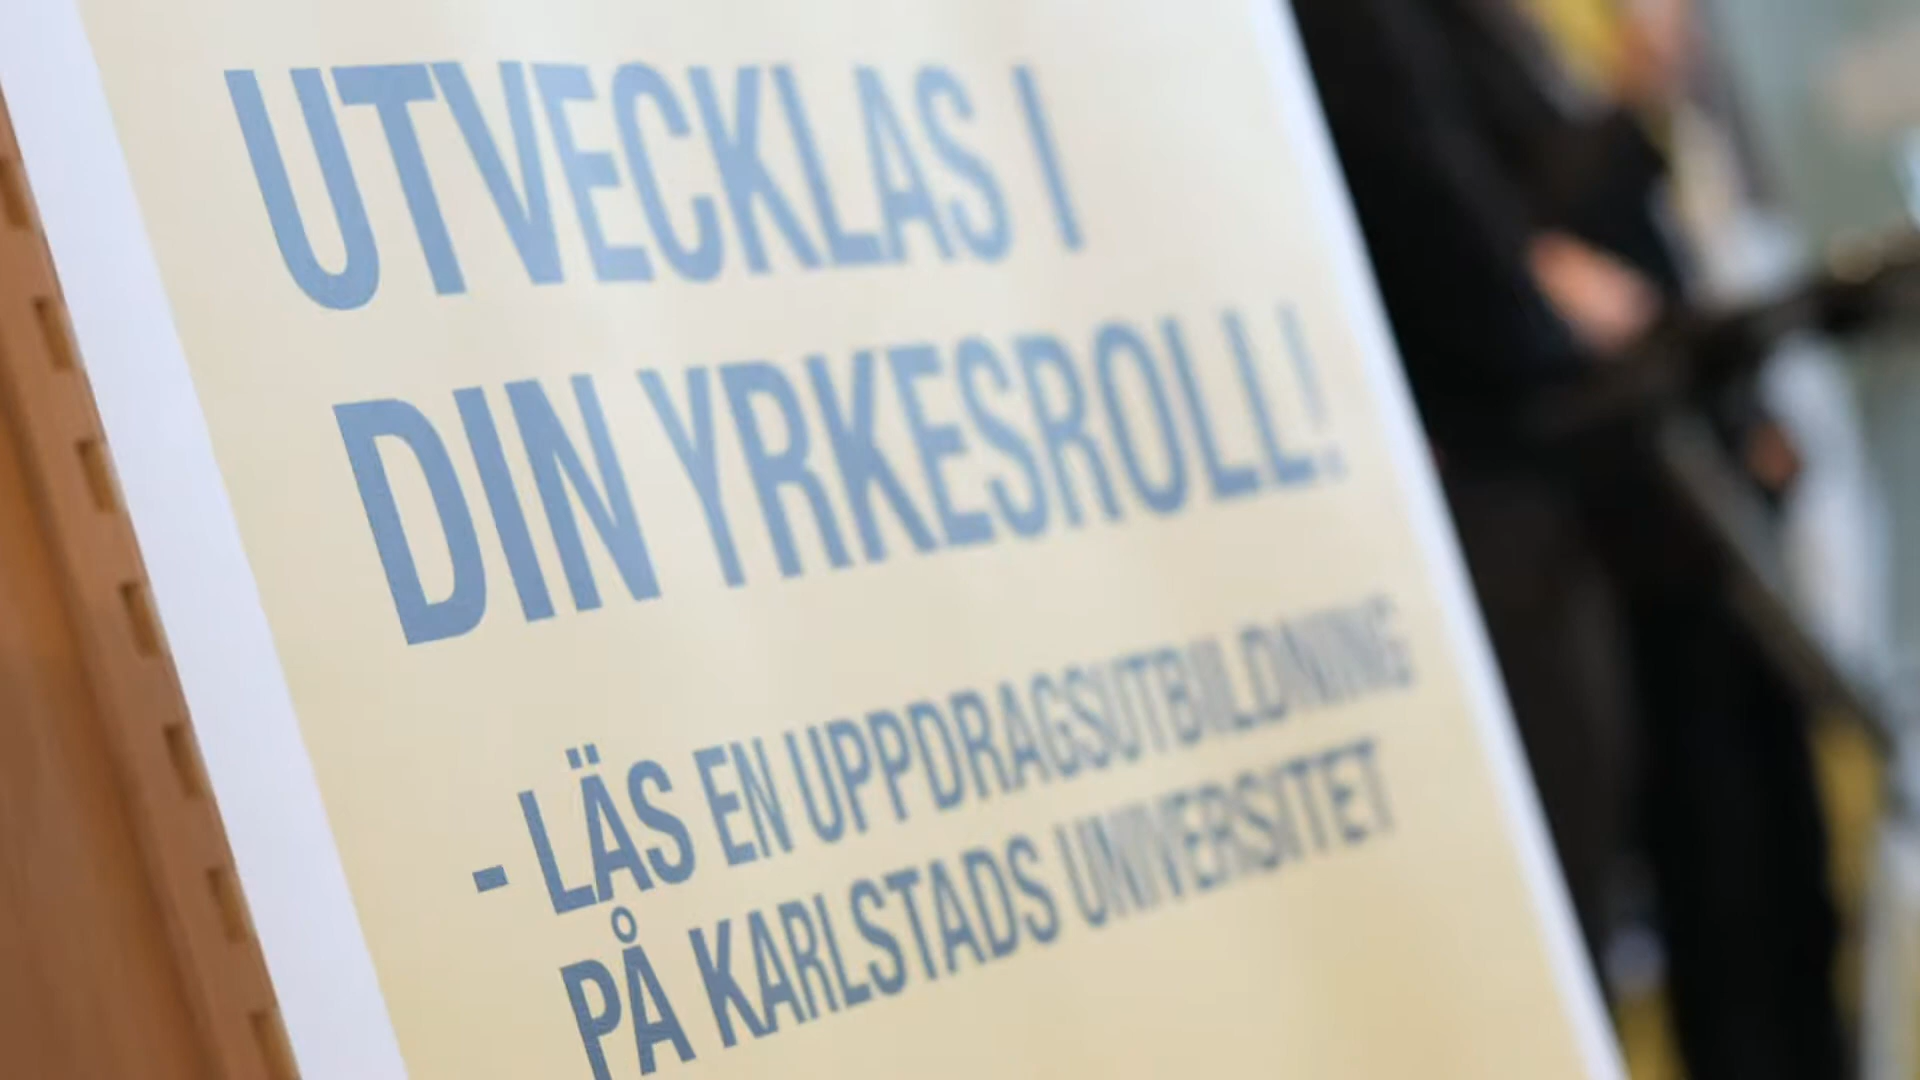 UTVECKLAS I
DIN YRKESROLL!
- LÄS EN UPPDRAGSUTBILDNING
PÅ KARLSTADS UNIVERSITET